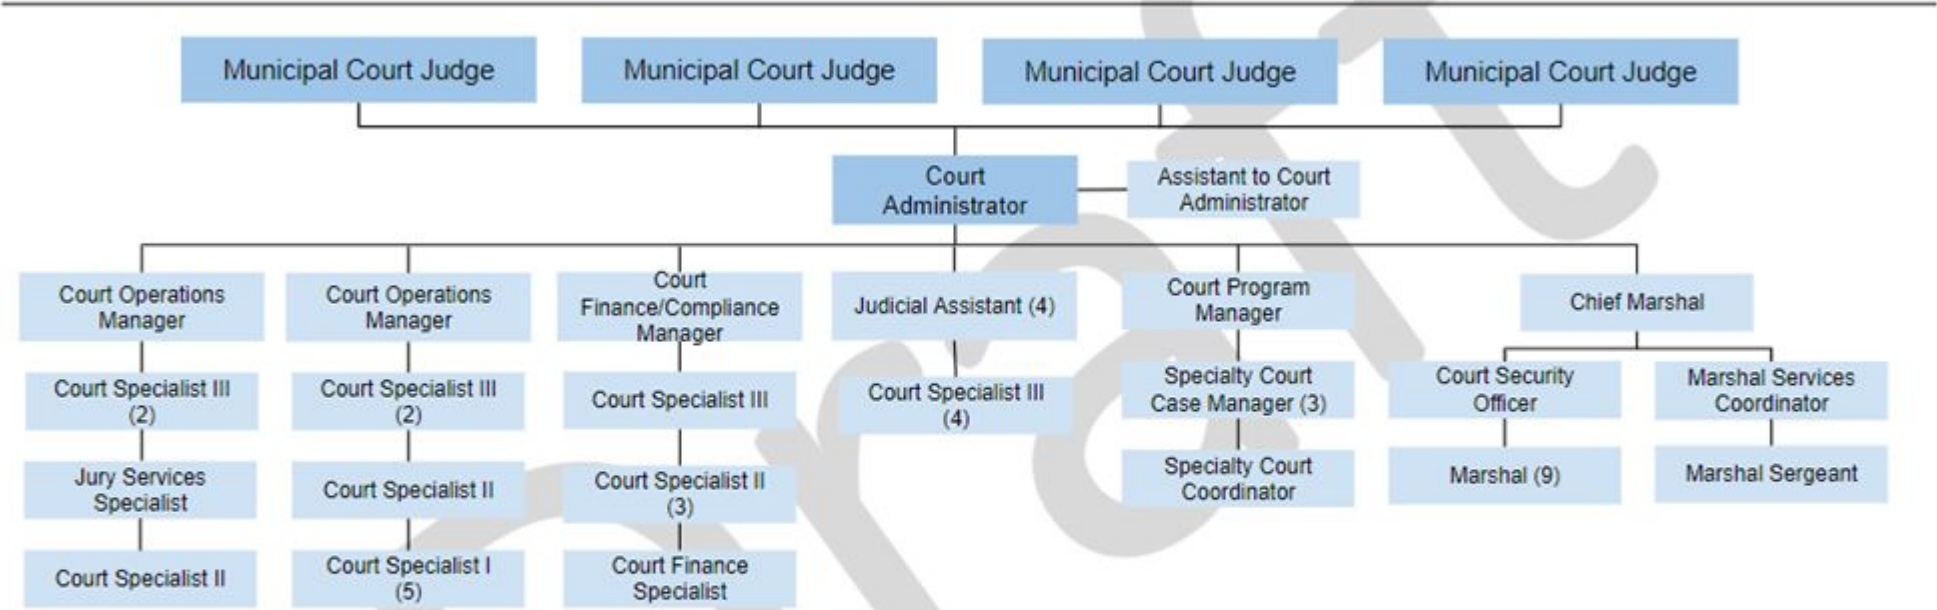 Municipal Court Judge
Municipal Court Judge
Municipal Court Judge
Municipal Court Judge
Court
Administrator
Assistant to Court
Administrator
Court Operations
Manager
Court Operations
Manager
Court
Finance/Compliance
Manager
Judicial Assistant (4)
Court Program
Manager
Chief Marshal
Court Specialist III
(2)
Court Specialist III
(2)
Court Specialist III
Court Specialist III
(4)
Specialty Court
Case Manager (3)
Court Security
Officer
Marshal Services
Coordinator
Jury Services
Specialist
Court Specialist II
Court Specialist II
(3)
Specialty Court
Coordinator
Marshal (9)
Marshal Sergeant
Court Specialist II
Court Specialist I
(5)
Court Finance
Specialist
Draft